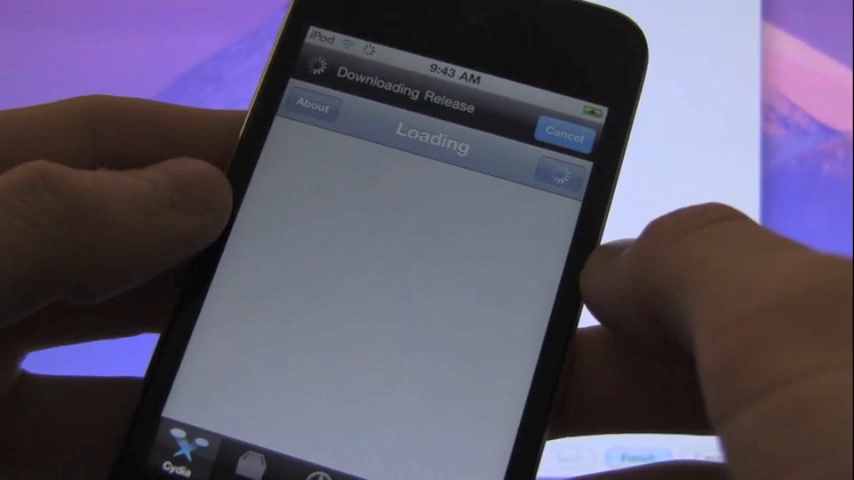 iPod
9:43 AM
Downloading Release
Cancel
About
Loading
Cydia